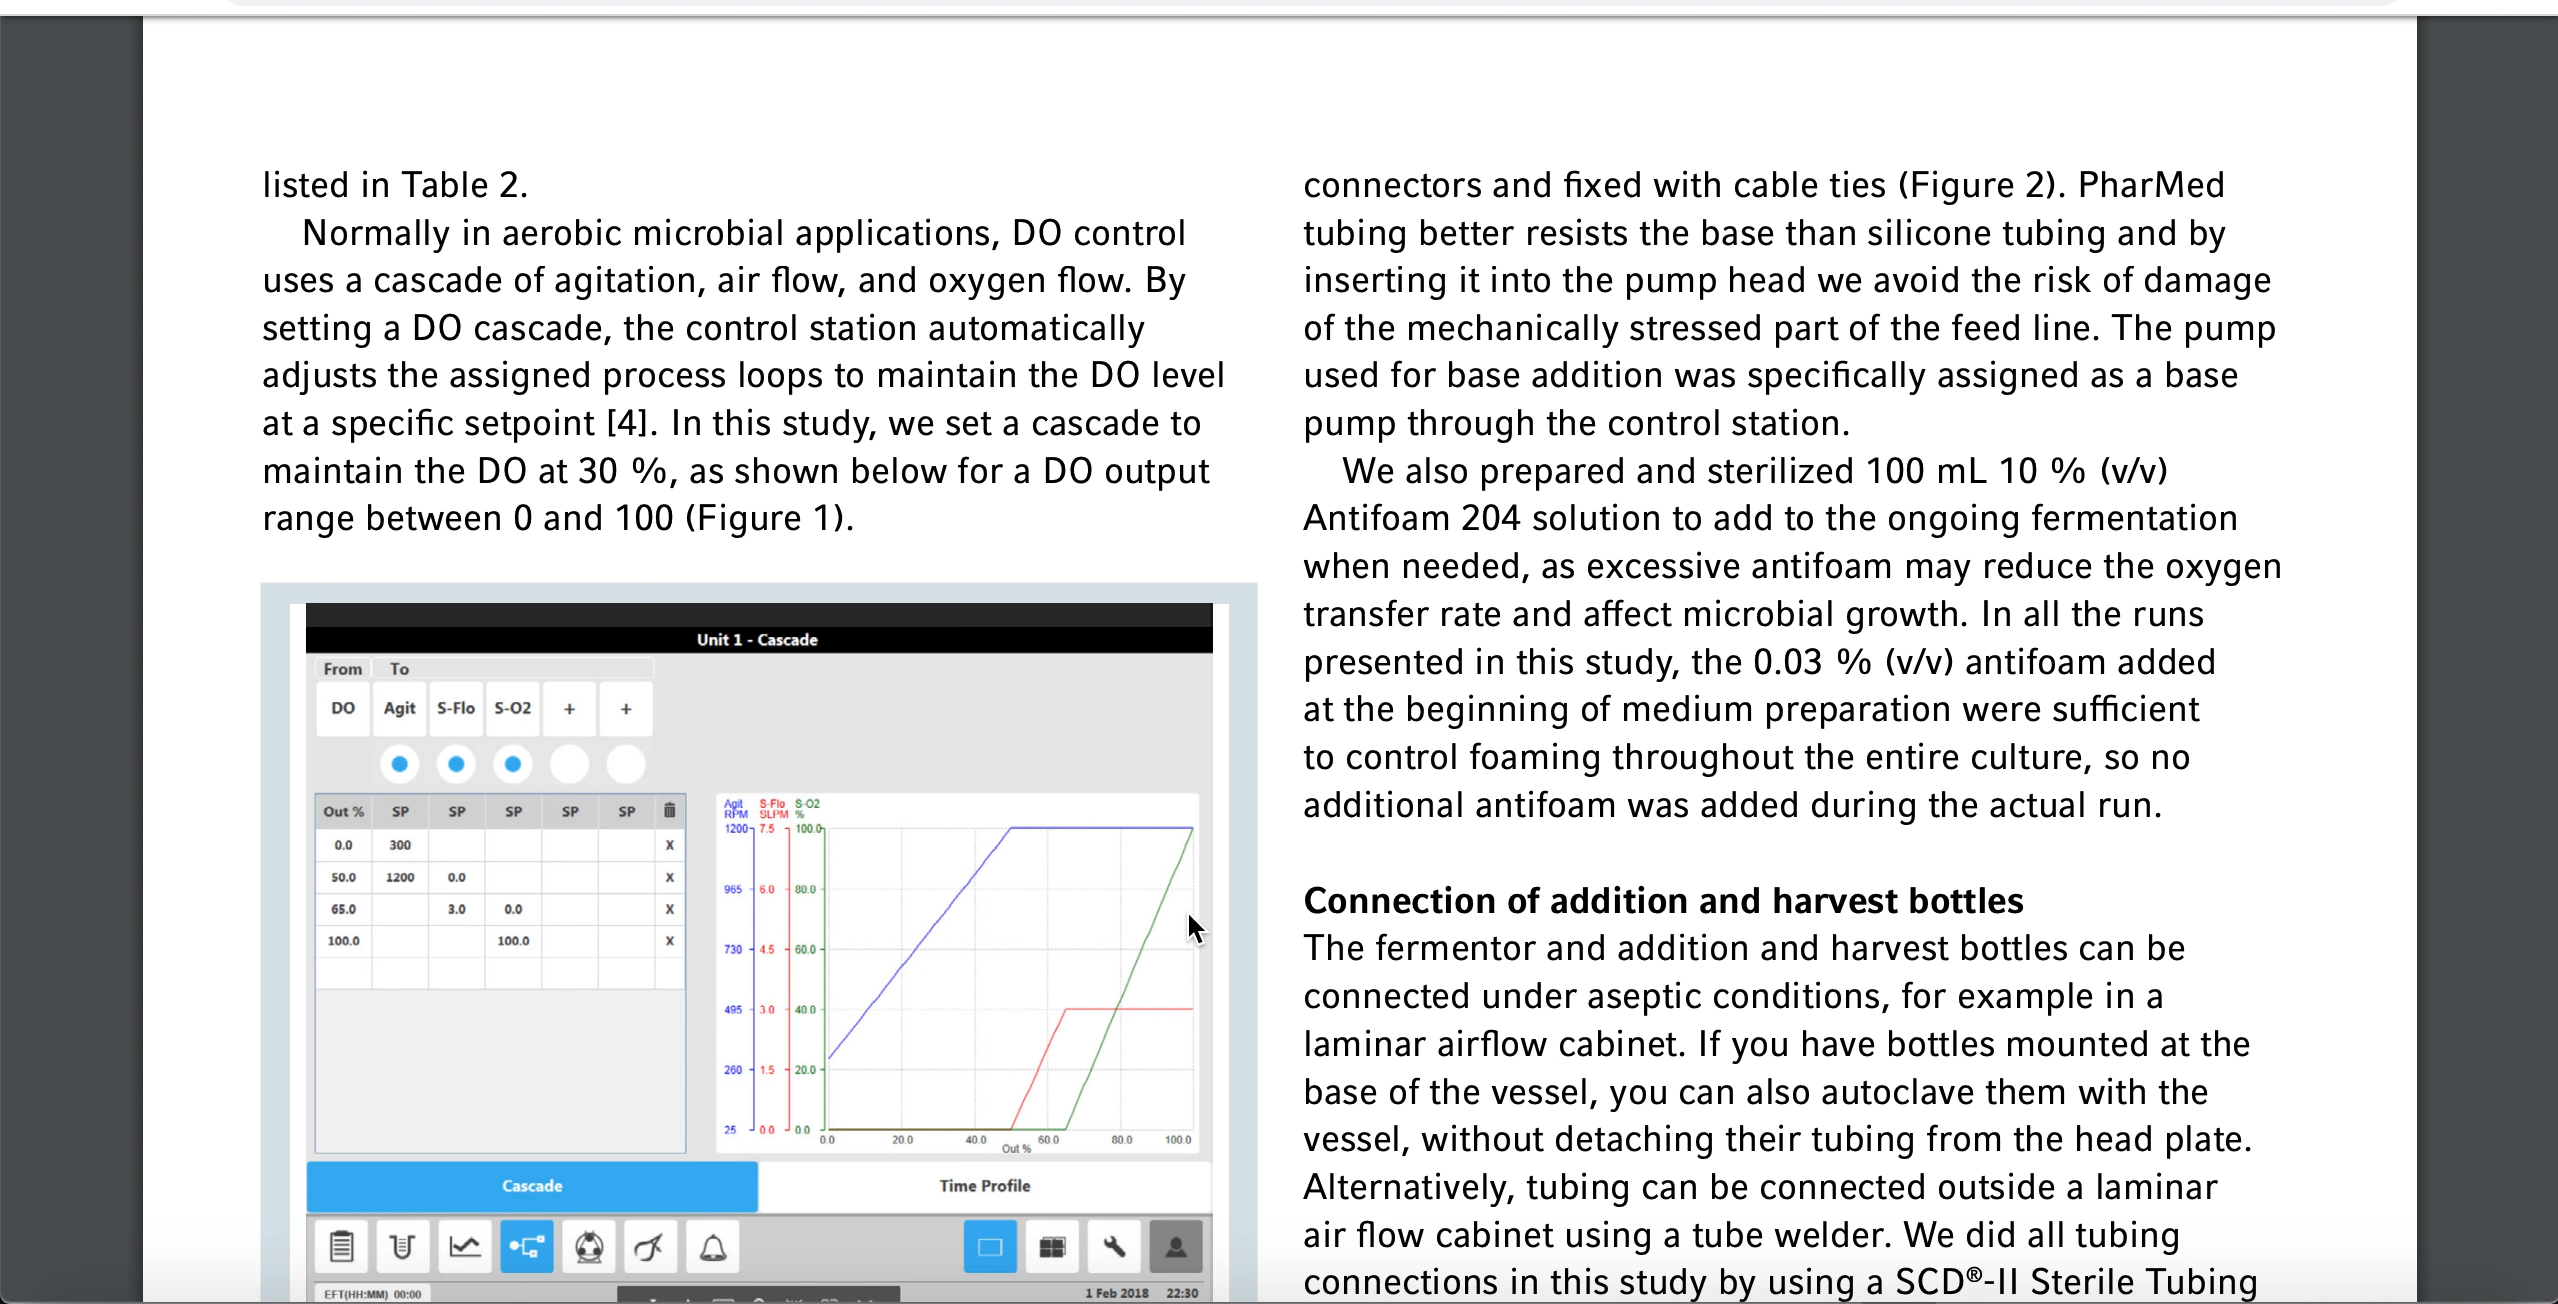 listed in Table 2.
Normally in aerobic microbial applications, DO control
uses a cascade of agitation, air flow, and oxygen flow. By
setting a DO cascade, the control station automatically
adjusts the assigned process loops to maintain the DO level
at a specific setpoint [4]. In this study, we set a cascade to
maintain the DO at 30 %, as shown below for a DO output
range between 0 and 100 (Figure 1).
Unit 1 - Cascade
From To
DO Agit S-Flo S-O2 + +
Out % SP SP SP SP SP
0.0 300 X
50.0 1200 0.0 X
65.0 3.0 0.0 X
100.0 100.0 X
Agit S-Flo S-O2
RPM SLPM %
1200 7.5 100.0
965 6.0 80.0
730 4.5 60.0
495 3.0 40.0
260 1.5 20.0
25 0.0 0.0
0.0 20.0 40.0 60.0 80.0 100.0
Out %
Cascade Time Profile
EFT(HH:MM) 00:00 1 Feb 2018 22:30
connectors and fixed with cable ties (Figure 2). PharMed
tubing better resists the base than silicone tubing and by
inserting it into the pump head we avoid the risk of damage
of the mechanically stressed part of the feed line. The pump
used for base addition was specifically assigned as a base
pump through the control station.
We also prepared and sterilized 100 mL 10 % (v/v)
Antifoam 204 solution to add to the ongoing fermentation
when needed, as excessive antifoam may reduce the oxygen
transfer rate and affect microbial growth. In all the runs
presented in this study, the 0.03 % (v/v) antifoam added
at the beginning of medium preparation were sufficient
to control foaming throughout the entire culture, so no
additional antifoam was added during the actual run.
Connection of addition and harvest bottles
The fermentor and addition and harvest bottles can be
connected under aseptic conditions, for example in a
laminar airflow cabinet. If you have bottles mounted at the
base of the vessel, you can also autoclave them with the
vessel, without detaching their tubing from the head plate.
Alternatively, tubing can be connected outside a laminar
air flow cabinet using a tube welder. We did all tubing
connections in this study by using a SCD®-II Sterile Tubing